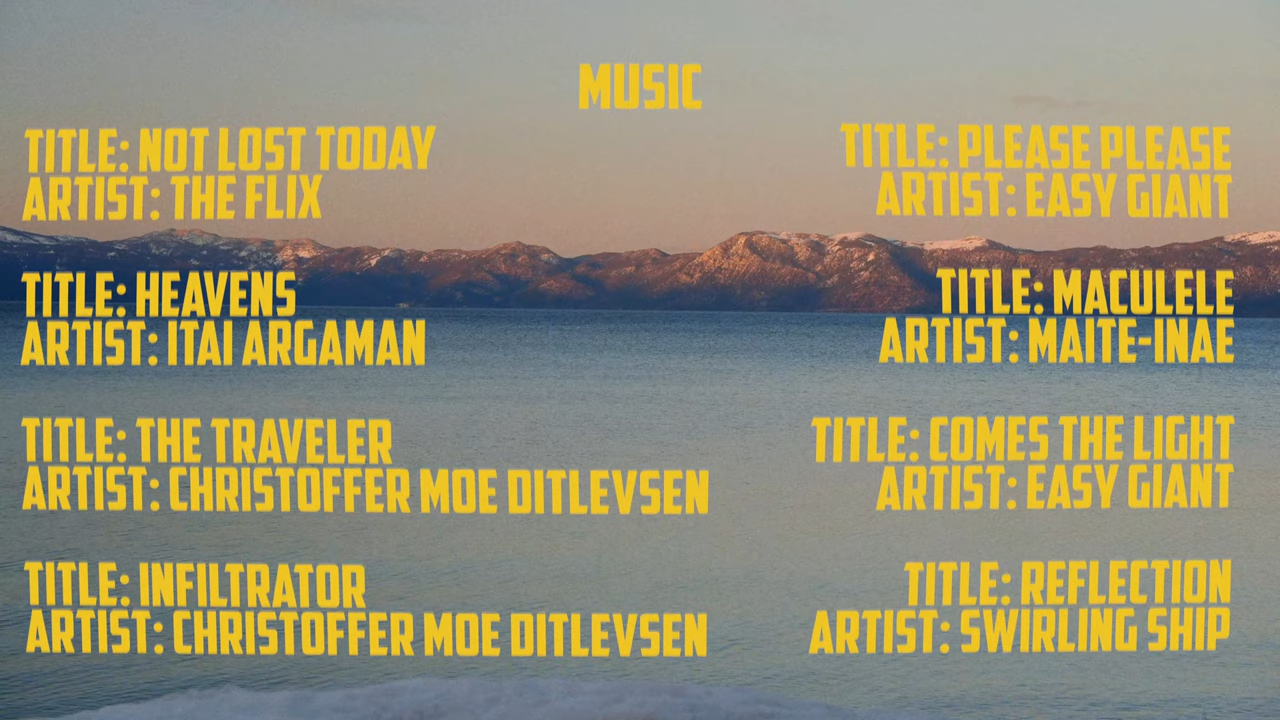 MUSIC
TITLE: NOT LOST TODAY
ARTIST: THE FLIX
TITLE: HEAVENS
ARTIST: ITAI ARGAMAN
TITLE: THE TRAVELER
ARTIST: CHRISTOFFER MOE DITLEVSEN
TITLE: INFILTRATOR
ARTIST: CHRISTOFFER MOE DITLEVSEN
TITLE: PLEASE PLEASE
ARTIST: EASY GIANT
TITLE: MACULELE
ARTIST: MAITE-INAE
TITLE: COMES THE LIGHT
ARTIST: EASY GIANT
TITLE: REFLECTION
ARTIST: SWIRLING SHIP